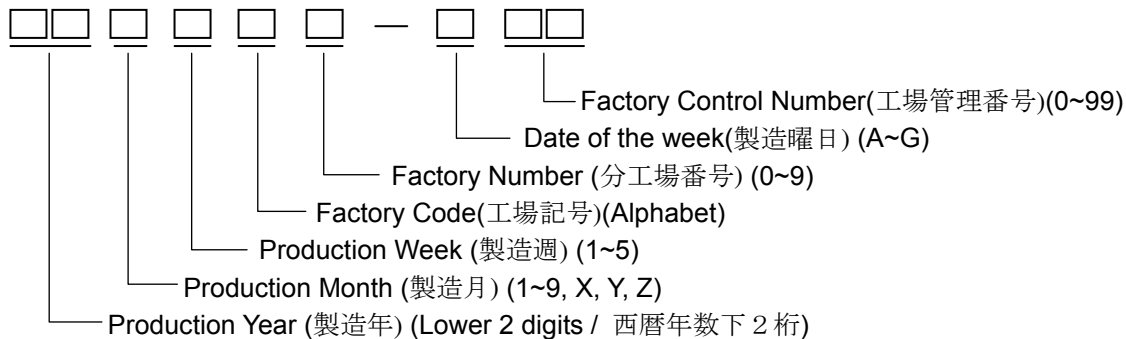 □□ □ □ □ □ — □ □□
Factory Control Number(工場管理番号)(0~99)
Date of the week(製造曜日) (A~G)
Factory Number (分工場番号) (0~9)
Factory Code(工場記号)(Alphabet)
Production Week (製造週) (1~5)
Production Month (製造月) (1~9, X, Y, Z)
Production Year (製造年) (Lower 2 digits / 西暦年数下２桁)